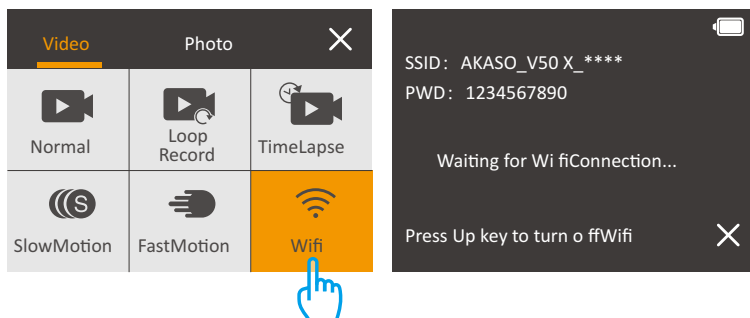 Video Photo
Normal
Loop
Record
TimeLapse
SlowMotion
FastMotion
Wifi
SSID: AKASO_V50 X_****
PWD: 1234567890
Waiting for Wi fiConnection...
Press Up key to turn o ffWifi